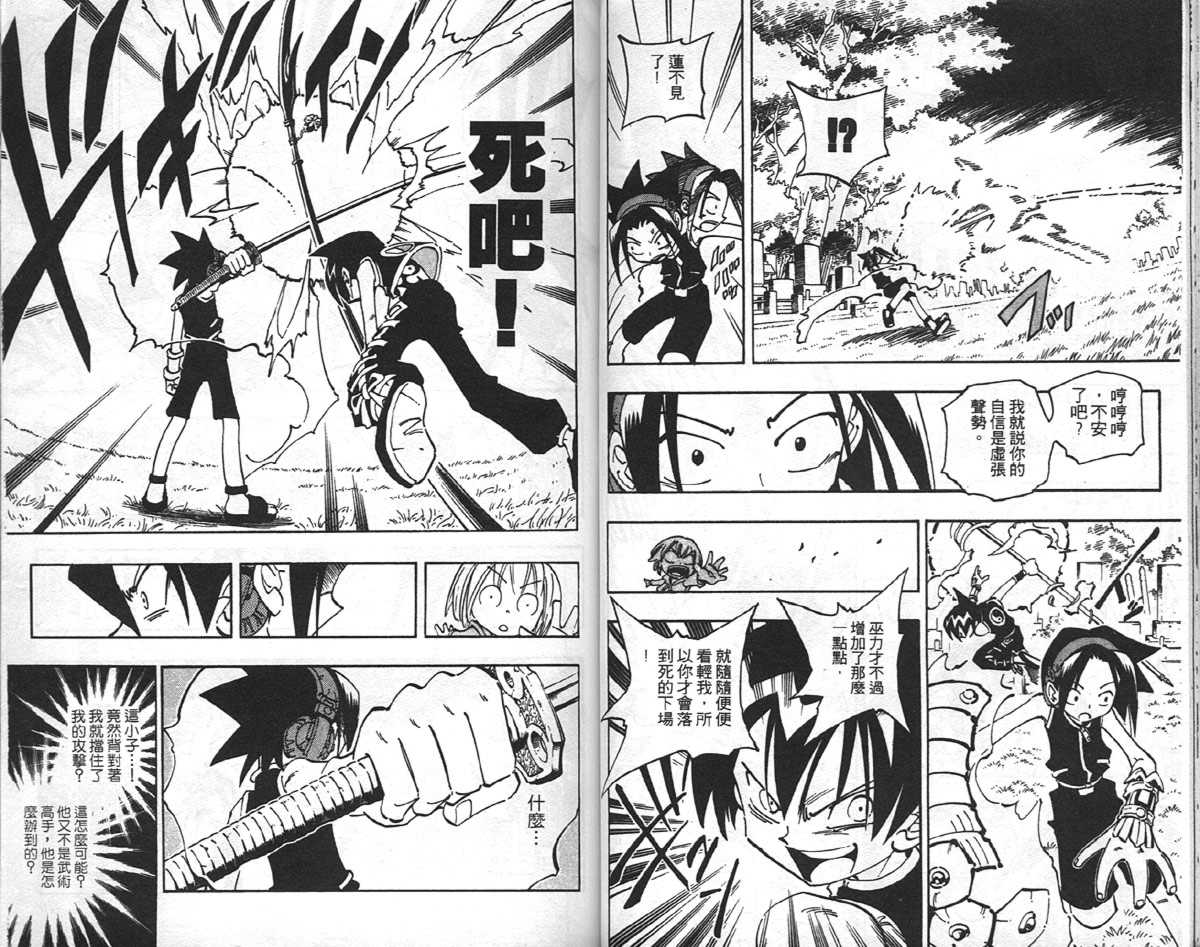 !?
ブッ
蓮不見
了!
哼哼哼
，不安
了吧?
我就說你的
自信是虛張
聲勢。
巫力才不過
增加了那麼
一點點，
就隨隨便便
看輕我，所
以你才會落
到死的下場
!
死吧!
ギィン
什麼…
這小子…!
竟然背對著
我就擋住了
我的攻擊?
這怎麼可能?
他又不是武術
高手，他是怎
麼辦到的?